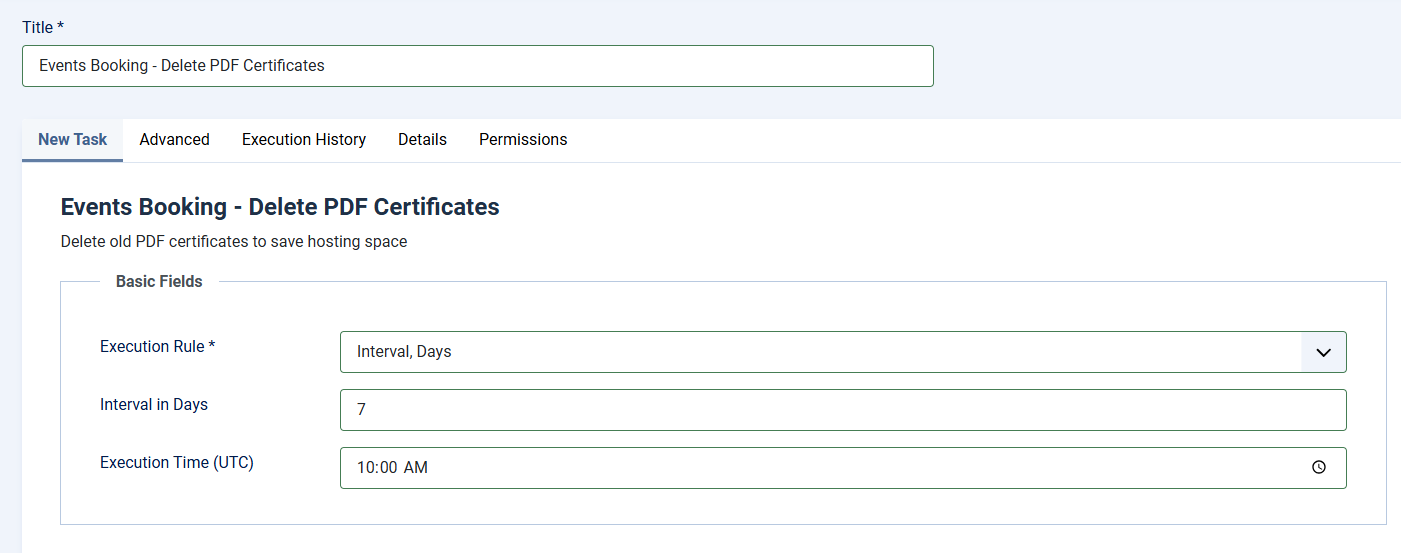 Title *
Events Booking - Delete PDF Certificates
New Task Advanced Execution History Details Permissions
Events Booking - Delete PDF Certificates
Delete old PDF certificates to save hosting space
Basic Fields
Execution Rule * Interval, Days
Interval in Days 7
Execution Time (UTC) 10:00 AM